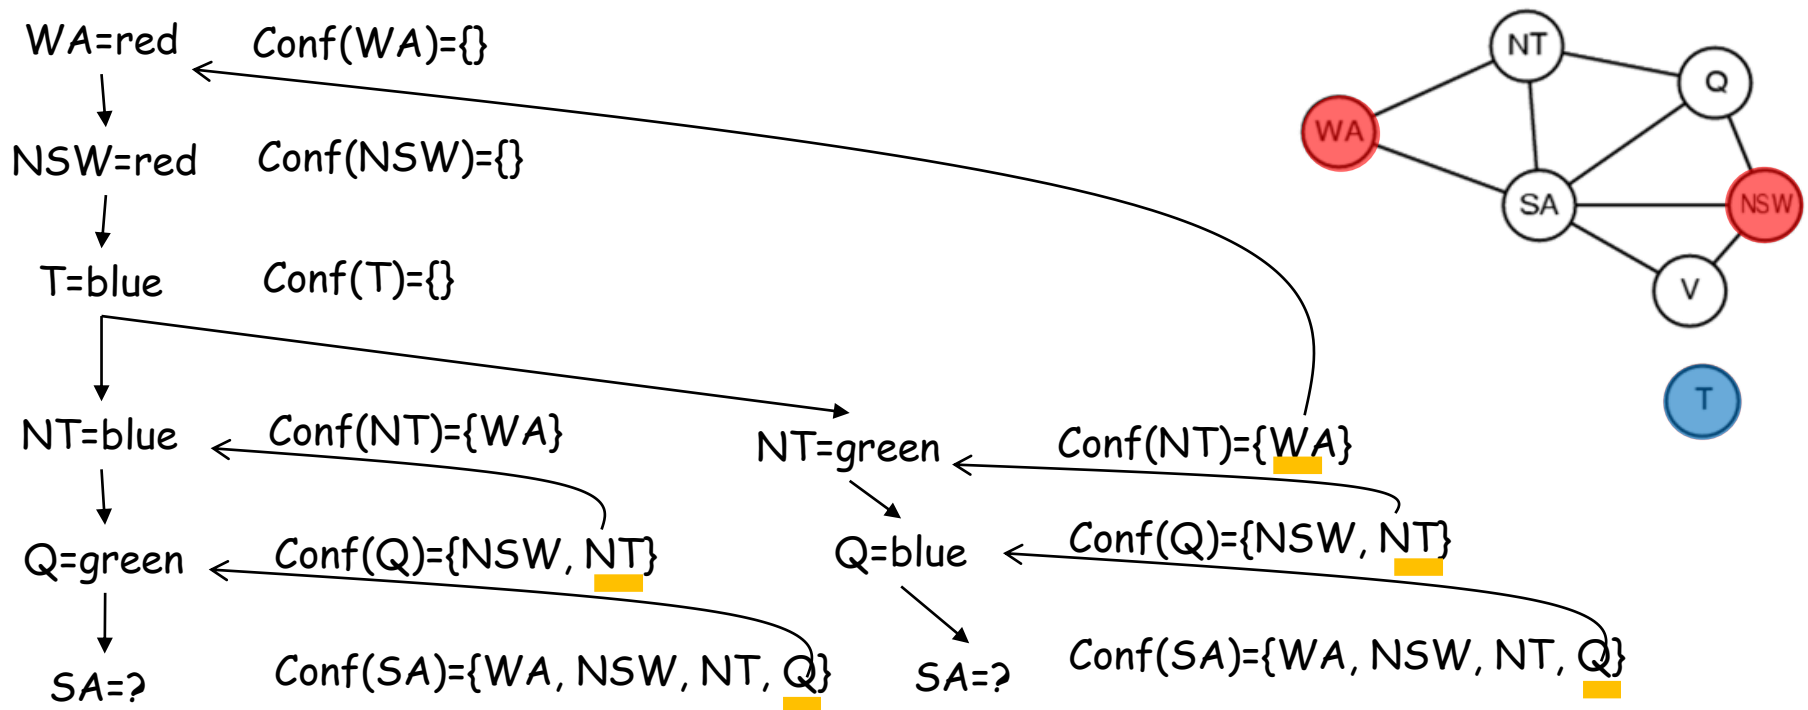 WA=red Conf(WA)={}
NSW=red Conf(NSW)={}
T=blue Conf(T)={}
NT=blue Conf(NT)={WA}
Q=green Conf(Q)={NSW, NT}
SA=? Conf(SA)={WA, NSW, NT, Q}
NT=green Conf(NT)={WA}
Q=blue Conf(Q)={NSW, NT}
SA=? Conf(SA)={WA, NSW, NT, Q}
NT
Q
WA
SA
NSW
V
T